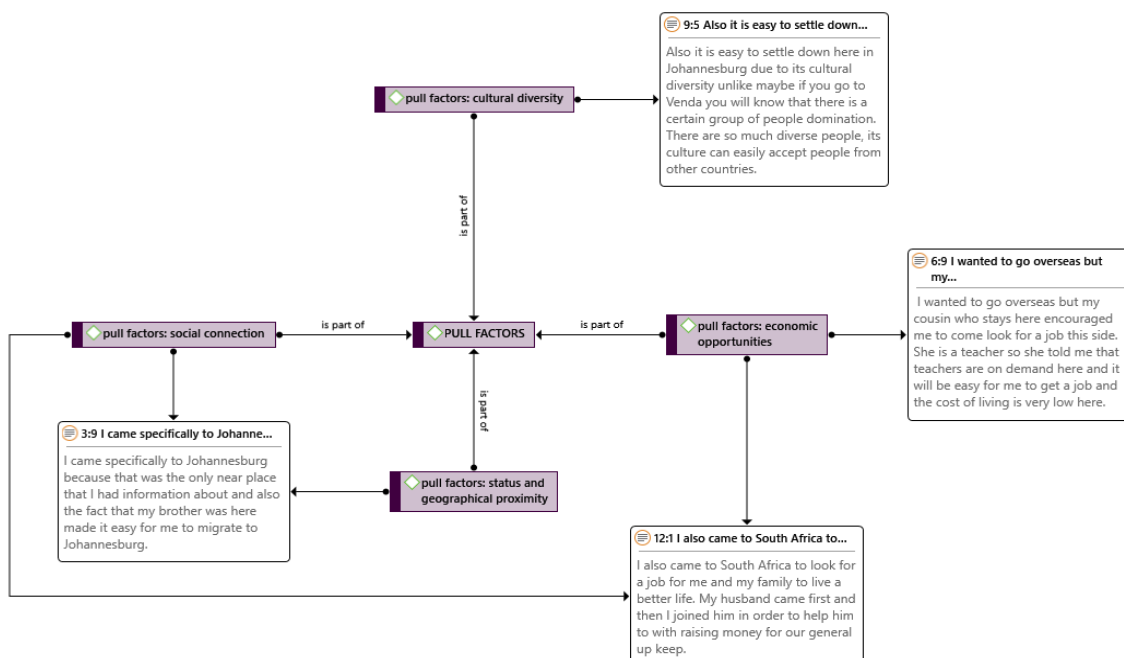 9:5 Also it is easy to settle down...
Also it is easy to settle down here in
Johannesburg due to its cultural
diversity unlike maybe if you go to
Venda you will know that there is a
certain group of people domination.
There are so much diverse people, its
culture can easily accept people from
other countries.
pull factors: cultural diversity
is part of
6:9 I wanted to go overseas but
my...
I wanted to go overseas but my
cousin who stays here encouraged
me to come look for a job this side.
She is a teacher so she told me that
teachers are on demand here and it
will be easy for me to get a job and
the cost of living is very low here.
pull factors: social connection
is part of
PULL FACTORS
is part of
pull factors: economic
opportunities
is part of
3:9 I came specifically to Johanne...
I came specifically to Johannesburg
because that was the only near place
that I had information about and also
the fact that my brother was here
made it easy for me to migrate to
Johannesburg.
pull factors: status and
geographical proximity
12:1 I also came to South Africa to...
I also came to South Africa to look for
a job for me and my family to live a
better life. My husband came first and
then I joined him in order to help him
to with raising money for our general
up keep.